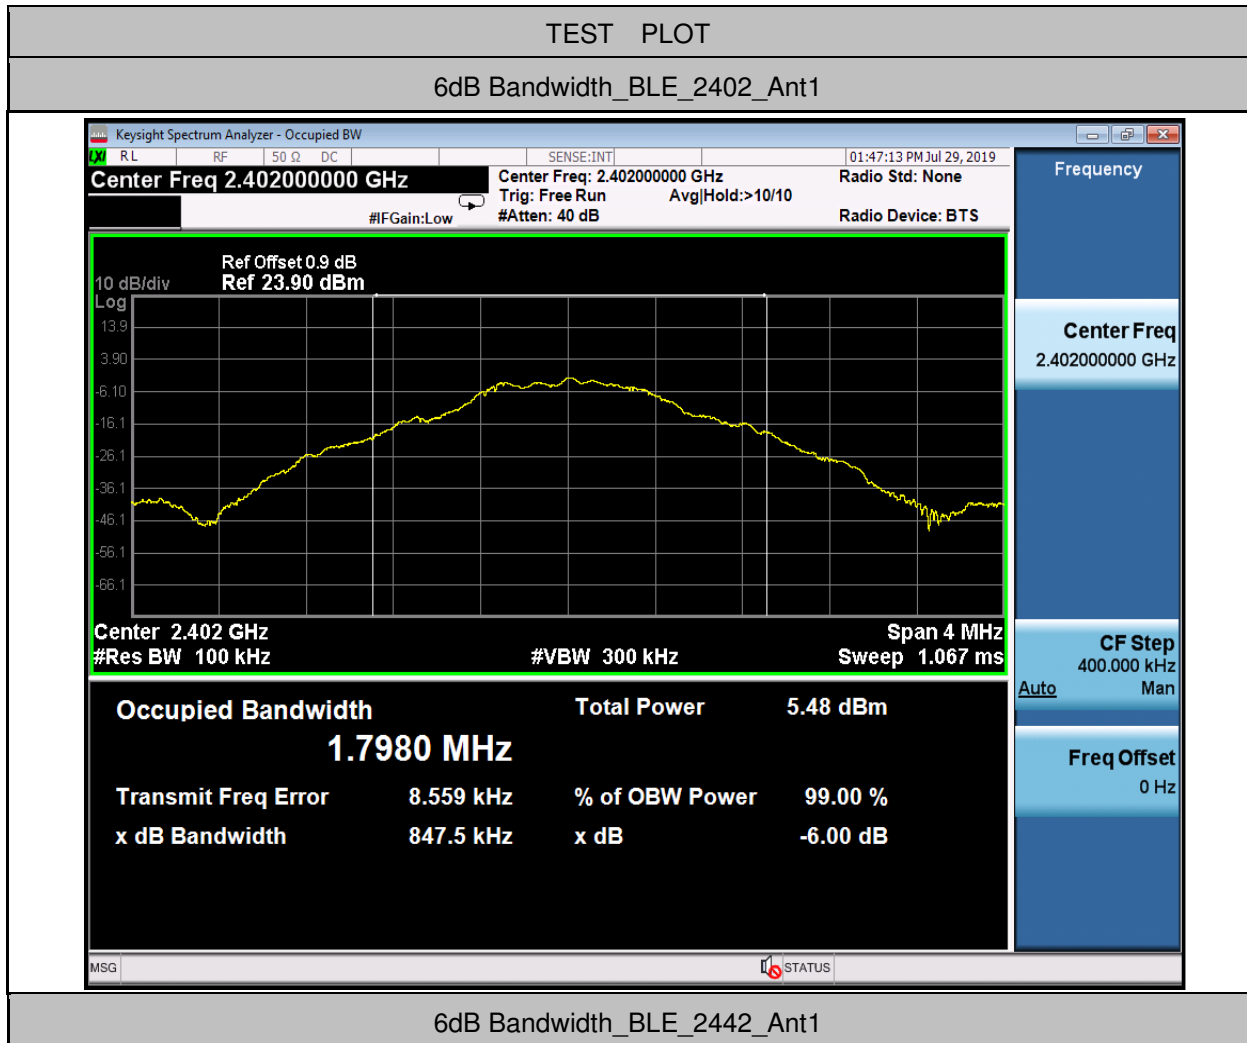 TEST PLOT
6dB Bandwidth_BLE_2402_Ant1
Keysight Spectrum Analyzer - Occupied BW
LXI RL RF 50 Ω DC SENSE:INT 01:47:13 PM Jul 29, 2019
Center Freq 2.402000000 GHz Center Freq: 2.402000000 GHz Radio Std: None
Trig: Free Run Avg|Hold:>10/10
#IFGain:Low #Atten: 40 dB Radio Device: BTS
Frequency
Ref Offset 0.9 dB
10 dB/div Ref 23.90 dBm
Log
13.9
3.90
-6.10
-16.1
-26.1
-36.1
-46.1
-56.1
-66.1
Center 2.402 GHz Span 4 MHz
#Res BW 100 kHz #VBW 300 kHz Sweep 1.067 ms
Center Freq
2.402000000 GHz
CF Step
400.000 kHz
Auto Man
Freq Offset
0 Hz
Occupied Bandwidth Total Power 5.48 dBm
1.7980 MHz
Transmit Freq Error 8.559 kHz % of OBW Power 99.00 %
x dB Bandwidth 847.5 kHz x dB -6.00 dB
MSG STATUS
6dB Bandwidth_BLE_2442_Ant1